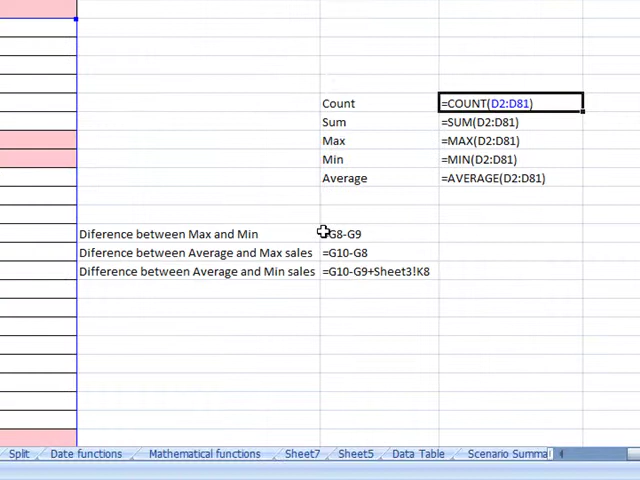 Count =COUNT(D2:D81)
Sum =SUM(D2:D81)
Max =MAX(D2:D81)
Min =MIN(D2:D81)
Average =AVERAGE(D2:D81)
Diference between Max and Min =G8-G9
Diference between Average and Max sales =G10-G8
Difference between Average and Min sales =G10-G9+Sheet3!K8
Split Date functions Mathematical functions Sheet7 Sheet5 Data Table Scenario Summa